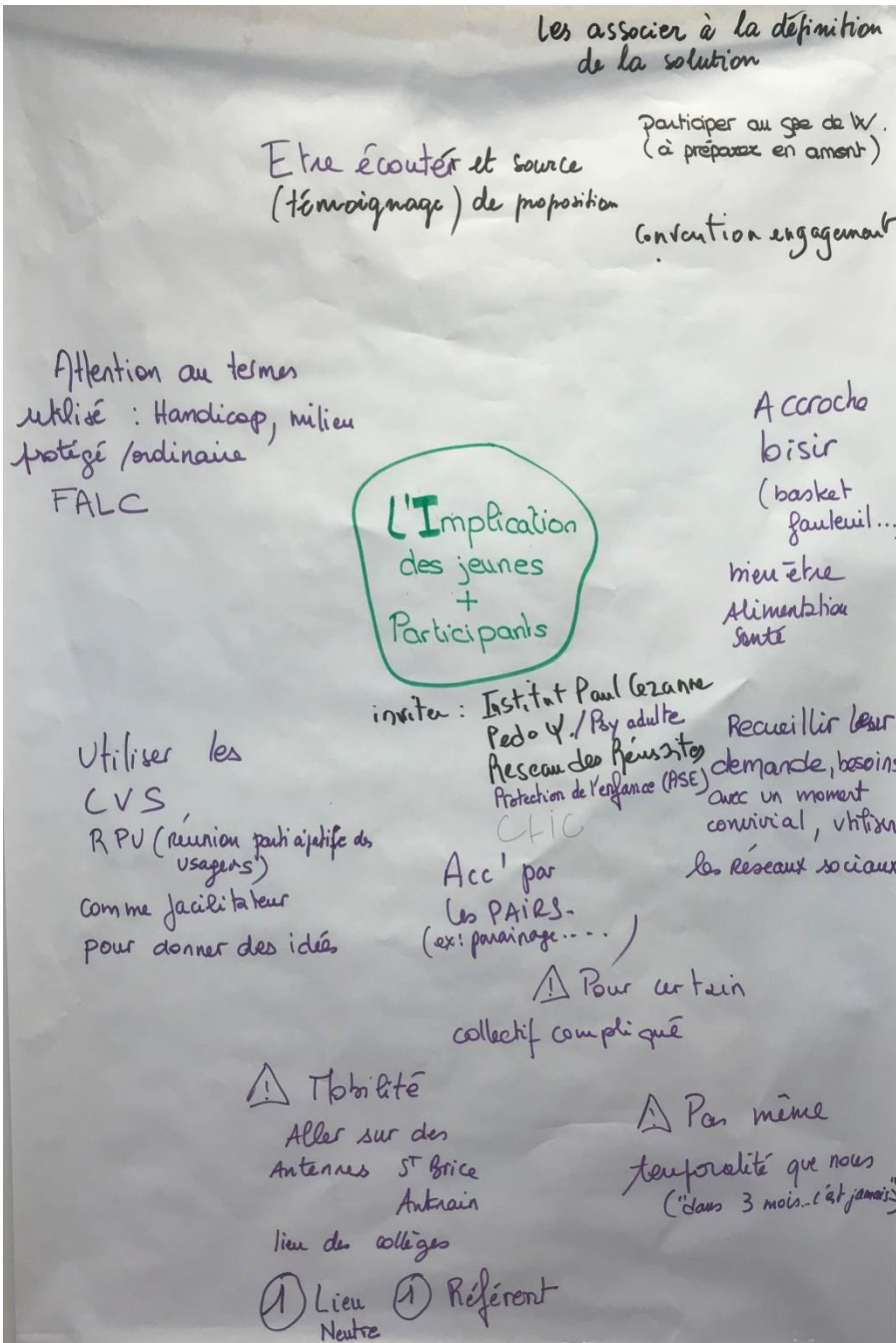 Les associer à la définition
de la solution
participer au gpe de W.
(à préparer en amont)
Etre écoutér et source
(témoignage) de proposition
Convention engagement
Attention au termes
utilisé : Handicap, milieu
protégé /ordinaire
FALC
Accroche
loisir
(basket
fauteuil...)
bien-être
Alimentation
Santé
L'Implication
des jeunes
+
Participants
inviter : Institut Paul Cezanne
Pedo Ψ./Psy adulte
Reseau des Réussites
Protection de l'enfance (ASE)
CLIC
Recueillir leur
demande, besoins
avec un moment
convivial, utiliser
les Réseaux sociaux
Utiliser les
CVS
RPU (réunion participatife des
usagers)
comme facilitateur
pour donner des idées
Acc' par
les PAIRS.
(ex: parainage....)
⚠ Pour certain
collectif compliqué
⚠ Mobilité
Aller sur des
Antennes St Brice
Antrain
lieu des collèges
① Lieu ① Référent
Neutre
⚠ Pas même
temporalité que nous
("dans 3 mois..c'est jamais")